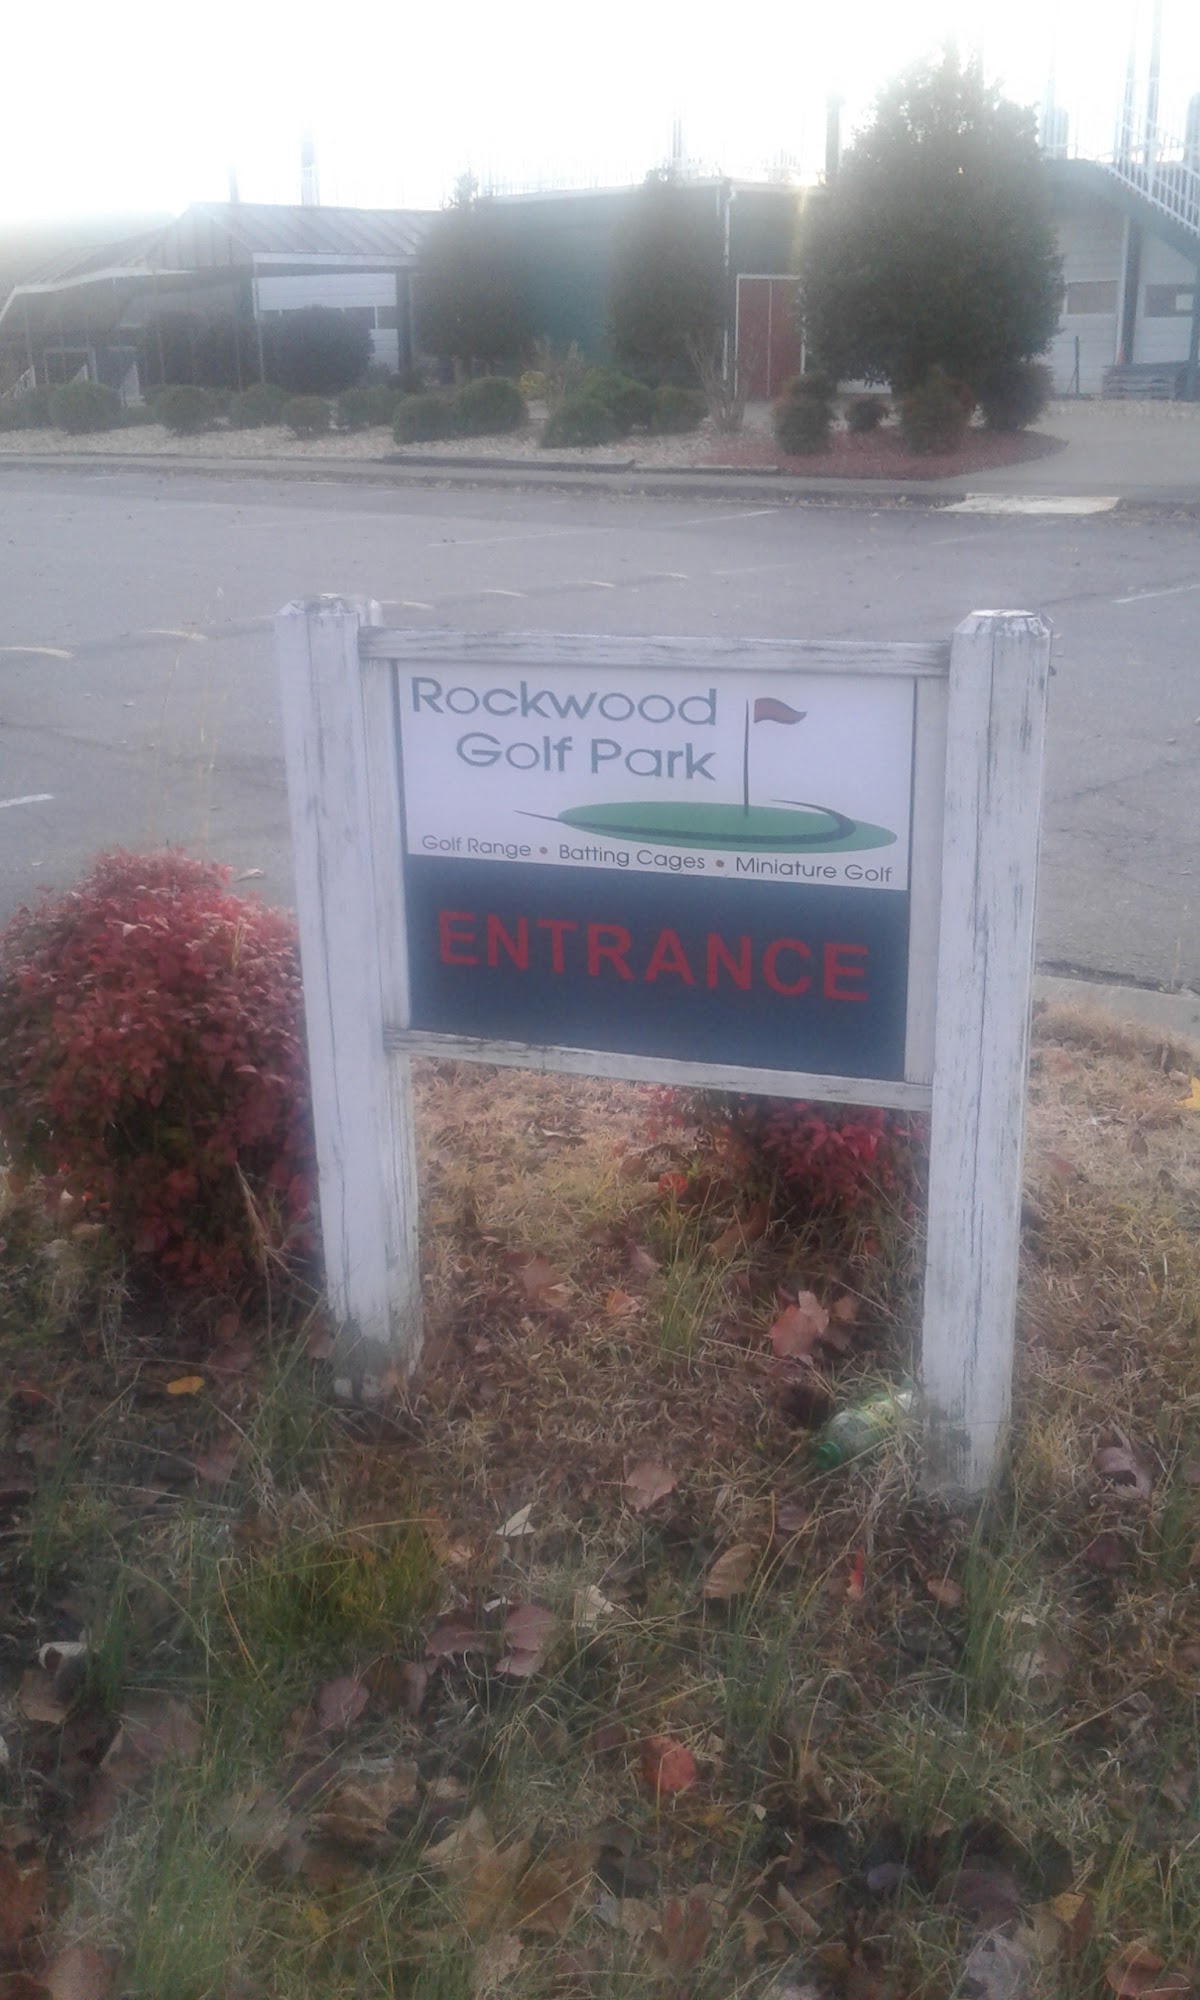 Rockwood
Golf Park
Golf Range • Batting Cages • Miniature Golf
ENTRANCE